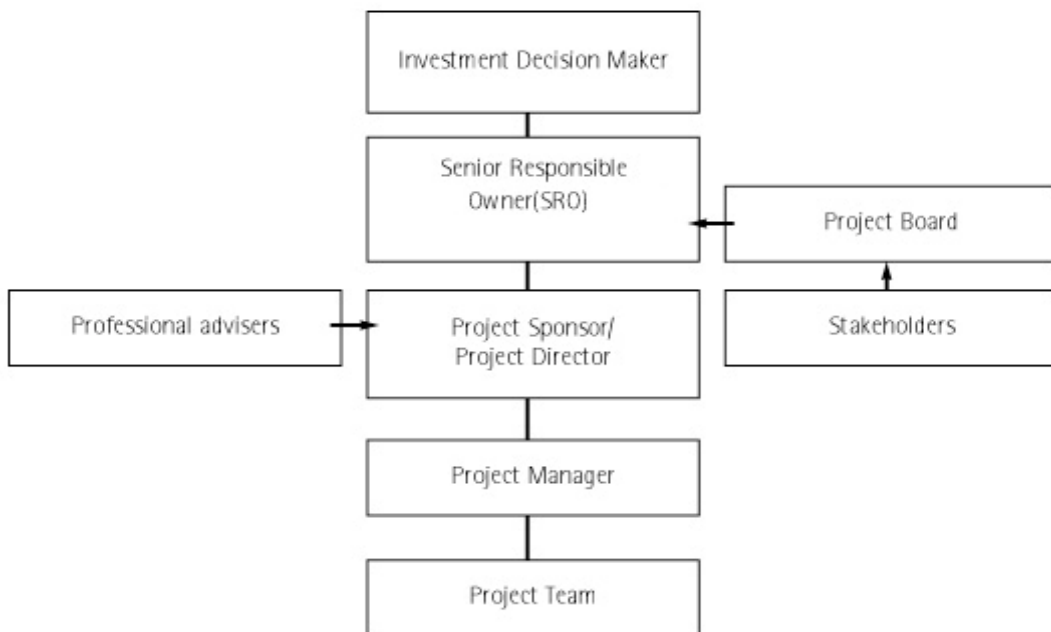 Investment Decision Maker
Senior Responsible
Owner(SRO)
Project Board
Professional advisers
Project Sponsor/
Project Director
Stakeholders
Project Manager
Project Team